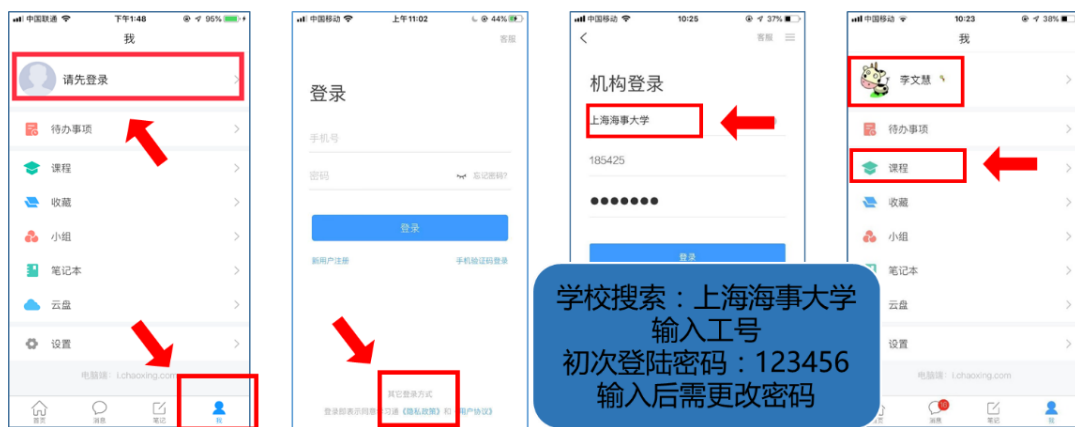 中国联通 下午1:48 95%
我
请先登录
待办事项
课程
收藏
小组
笔记本
云盘
设置
电脑端: i.chaoxing.com
首页 消息 笔记 我
中国移动 上午11:02 44%
客服
登录
手机号
密码 忘记密码?
登录
新用户注册 手机验证码登录
其它登录方式
登录即表示同意学习通《隐私政策》和《用户协议》
中国移动 10:25 37%
客服
机构登录
上海海事大学
185425
登录
学校搜索：上海海事大学
输入工号
初次登陆密码：123456
输入后需更改密码
中国移动 10:23 38%
我
李文慧
待办事项
课程
收藏
小组
笔记本
云盘
设置
电脑端: i.chaoxing.com
消息 笔记 我